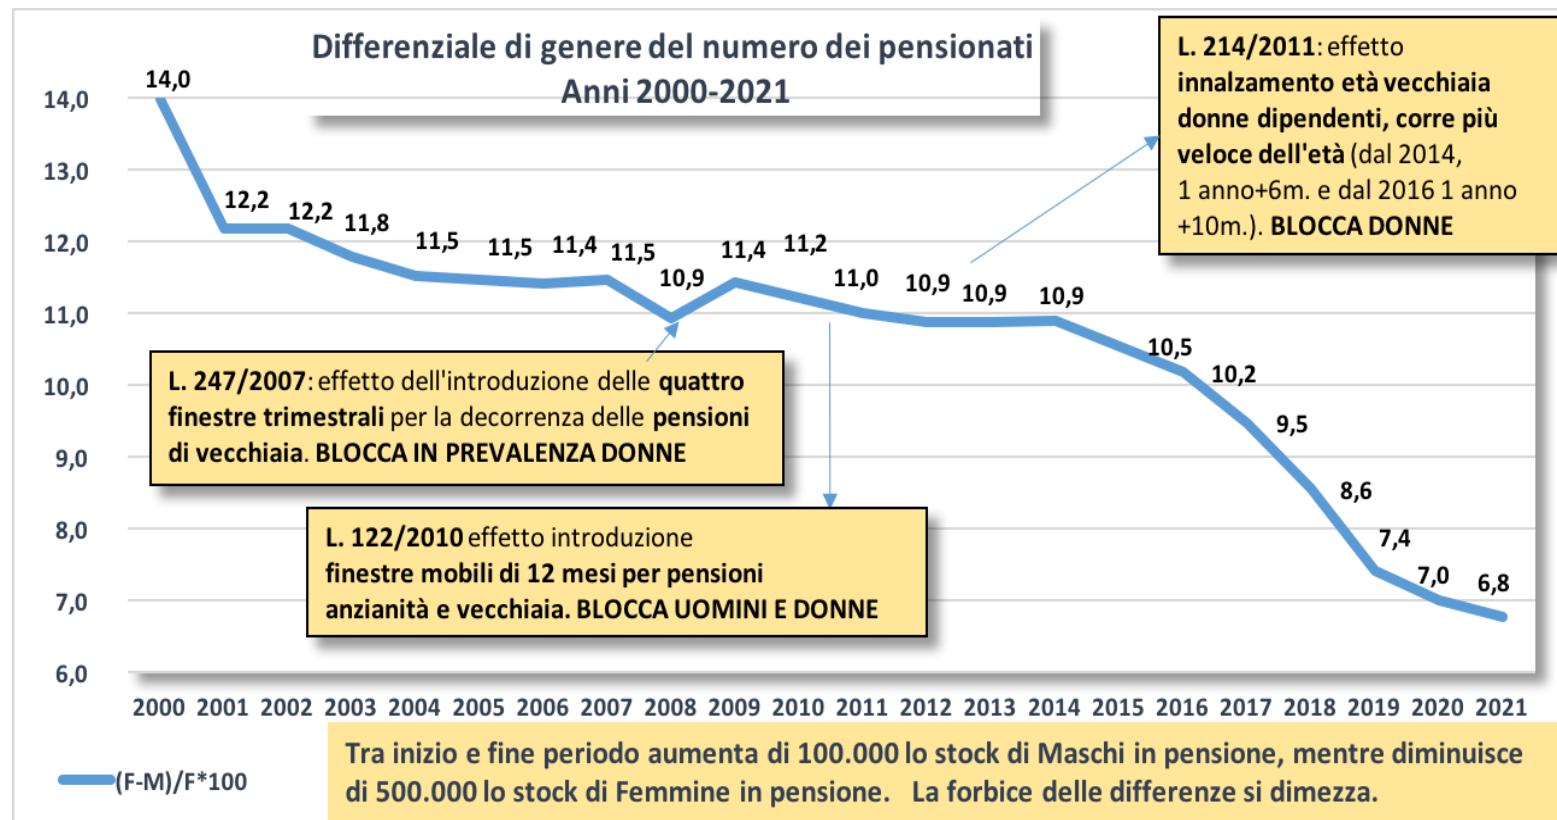 Differenziale di genere del numero dei pensionati
Anni 2000-2021
L. 214/2011: effetto
innalzamento età vecchiaia
donne dipendenti, corre più
veloce dell'età (dal 2014,
1 anno+6m. e dal 2016 1 anno
+10m.). BLOCCA DONNE
14,0
13,0
12,0
11,0
10,0
9,0
8,0
7,0
6,0
14,0
12,2
12,2
11,8
11,5
11,5
11,4
11,5
10,9
11,4
11,2
11,0
10,9
10,9
10,9
10,5
10,2
9,5
8,6
7,4
7,0
6,8
L. 247/2007: effetto dell'introduzione delle quattro
finestre trimestrali per la decorrenza delle pensioni
di vecchiaia. BLOCCA IN PREVALENZA DONNE
L. 122/2010 effetto introduzione
finestre mobili di 12 mesi per pensioni
anzianità e vecchiaia. BLOCCA UOMINI E DONNE
2000 2001 2002 2003 2004 2005 2006 2007 2008 2009 2010 2011 2012 2013 2014 2015 2016 2017 2018 2019 2020 2021
(F-M)/F*100
Tra inizio e fine periodo aumenta di 100.000 lo stock di Maschi in pensione, mentre diminuisce
di 500.000 lo stock di Femmine in pensione. La forbice delle differenze si dimezza.